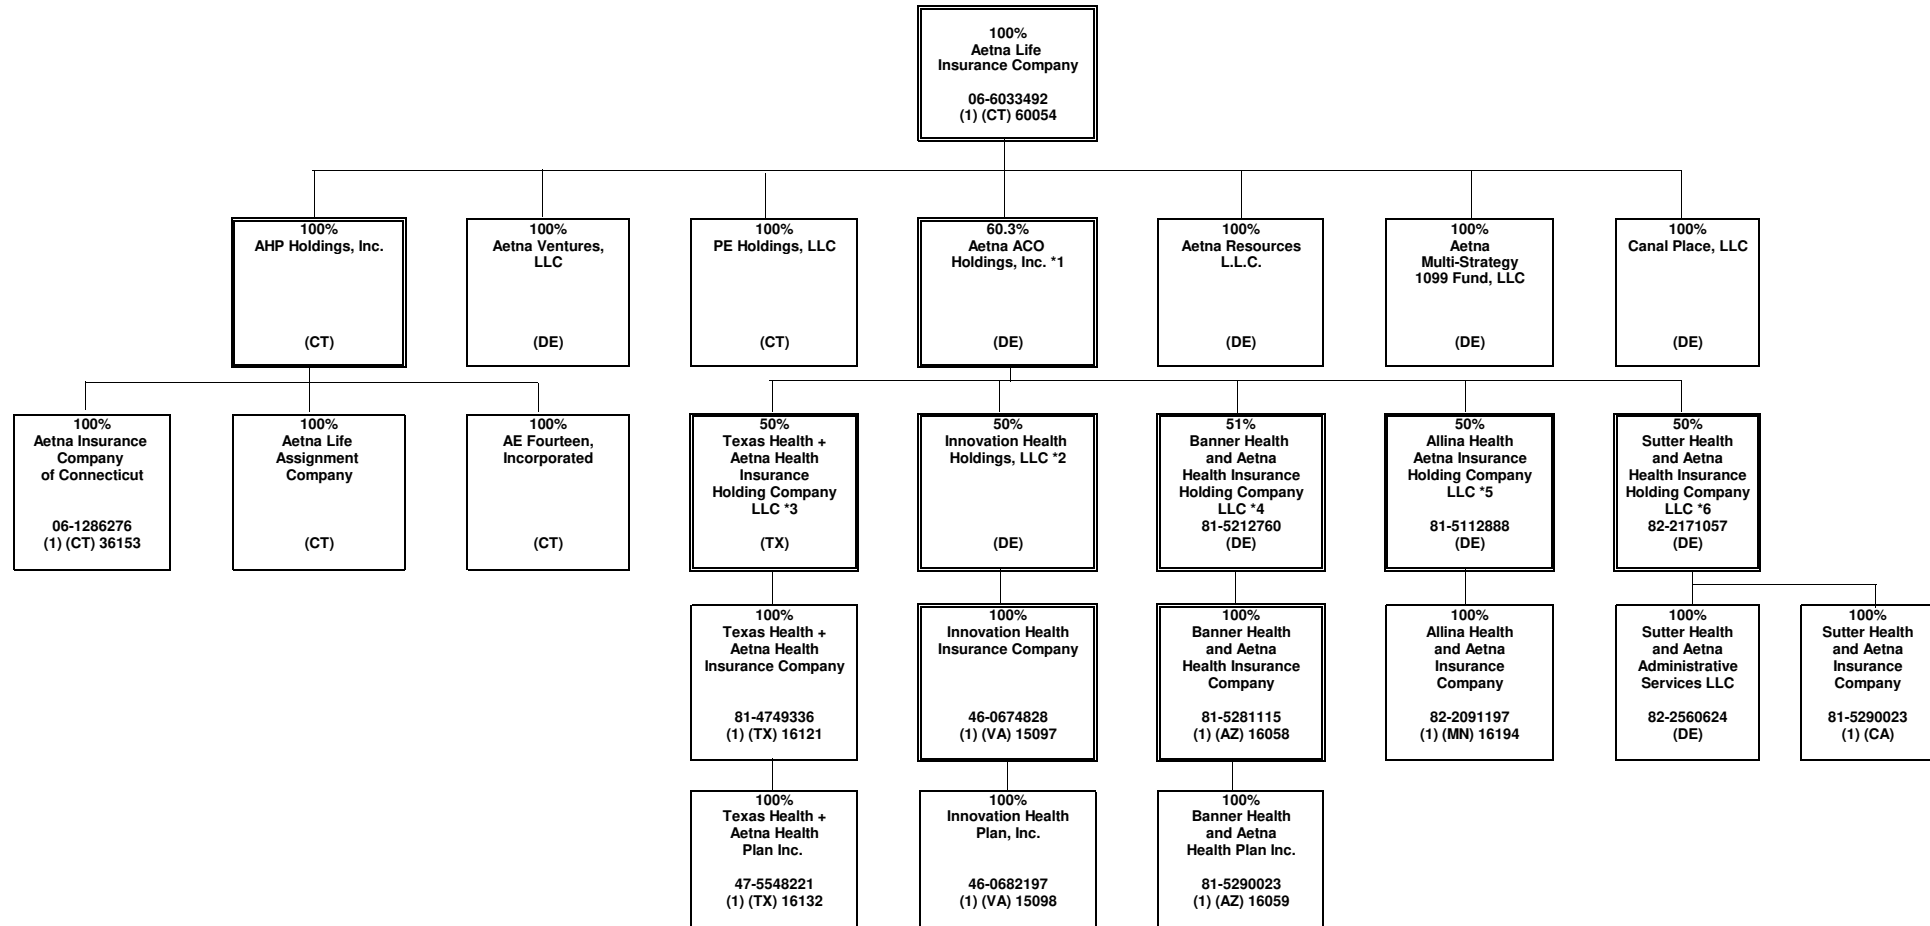 100%
Aetna Life
Insurance Company
06-6033492
(1) (CT) 60054
100%
AHP Holdings, Inc.
(CT)
100%
Aetna Ventures,
LLC
(DE)
100%
PE Holdings, LLC
(CT)
60.3%
Aetna ACO
Holdings, Inc. *1
(DE)
100%
Aetna Resources
L.L.C.
(DE)
100%
Aetna
Multi-Strategy
1099 Fund, LLC
(DE)
100%
Canal Place, LLC
(DE)
100%
Aetna Insurance
Company
of Connecticut
06-1286276
(1) (CT) 36153
100%
Aetna Life
Assignment
Company
(CT)
100%
AE Fourteen,
Incorporated
(CT)
50%
Texas Health +
Aetna Health
Insurance
Holding Company
LLC *3
(TX)
50%
Innovation Health
Holdings, LLC *2
(DE)
51%
Banner Health
and Aetna
Health Insurance
Holding Company
LLC *4
81-5212760
(DE)
50%
Allina Health
Aetna Insurance
Holding Company
LLC *5
81-5112888
(DE)
50%
Sutter Health
and Aetna
Health Insurance
Holding Company
LLC *6
82-2171057
(DE)
100%
Texas Health +
Aetna Health
Insurance Company
81-4749336
(1) (TX) 16121
100%
Innovation Health
Insurance Company
46-0674828
(1) (VA) 15097
100%
Banner Health
and Aetna
Health Insurance
Company
81-5281115
(1) (AZ) 16058
100%
Allina Health
and Aetna
Insurance
Company
82-2091197
(1) (MN) 16194
100%
Sutter Health
and Aetna
Administrative
Services LLC
82-2560624
(DE)
100%
Sutter Health
and Aetna
Insurance
Company
81-5290023
(1) (CA)
100%
Texas Health +
Aetna Health
Plan Inc.
47-5548221
(1) (TX) 16132
100%
Innovation Health
Plan, Inc.
46-0682197
(1) (VA) 15098
100%
Banner Health
and Aetna
Health Plan Inc.
81-5290023
(1) (AZ) 16059